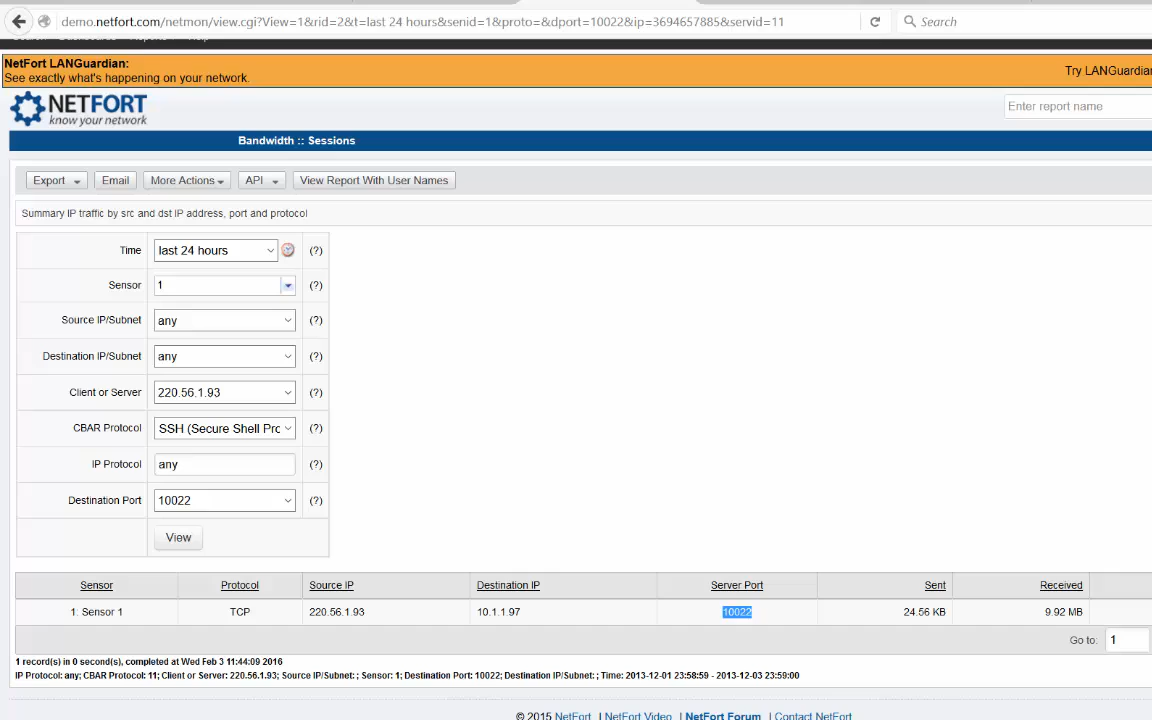 demo.netfort.com/netmon/view.cgi?View=1&rid=2&t=last 24 hours&senid=1&proto=&dport=10022&ip=3694657885&servid=11
Search
NetFort LANGuardian:
See exactly what's happening on your network.
Try LANGuardian
NETFORT
know your network
Enter report name
Bandwidth :: Sessions
Export Email More Actions API View Report With User Names
Summary IP traffic by src and dst IP address, port and protocol
Time last 24 hours (?)
Sensor 1 (?)
Source IP/Subnet any (?)
Destination IP/Subnet any (?)
Client or Server 220.56.1.93 (?)
CBAR Protocol SSH (Secure Shell Prc (?)
IP Protocol any (?)
Destination Port 10022 (?)
View
Sensor Protocol Source IP Destination IP Server Port Sent Received
1. Sensor 1 TCP 220.56.1.93 10.1.1.97 10022 24.56 KB 9.92 MB
Go to: 1
1 record(s) in 0 second(s), completed at Wed Feb 3 11:44:09 2016
IP Protocol: any; CBAR Protocol: 11; Client or Server: 220.56.1.93; Source IP/Subnet: ; Sensor: 1; Destination Port: 10022; Destination IP/Subnet: ; Time: 2013-12-01 23:58:59 - 2013-12-03 23:59:00
© 2015 NetFort | NetFort Video | NetFort Forum | Contact NetFort